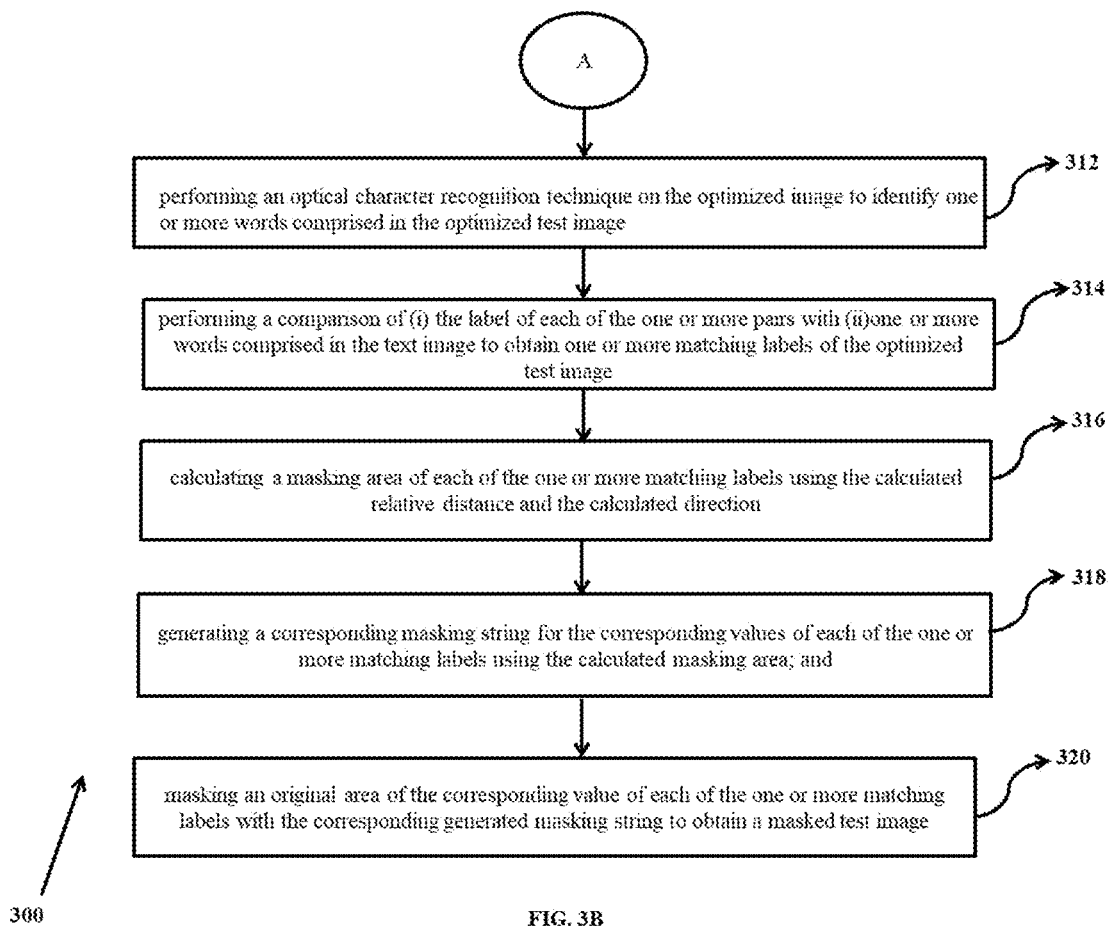 A
performing an optical character recognition technique on the optimized image to identify one
or more words comprised in the optimized test image
312
performing a comparison of (i) the label of each of the one or more pairs with (ii)one or more
words comprised in the text image to obtain one or more matching labels of the optimized
test image
314
calculating a masking area of each of the one or more matching labels using the calculated
relative distance and the calculated direction
316
generating a corresponding masking string for the corresponding values of each of the one or
more matching labels using the calculated masking area; and
318
masking an original area of the corresponding value of each of the one or more matching
labels with the corresponding generated masking string to obtain a masked test image
320
300
FIG. 3B